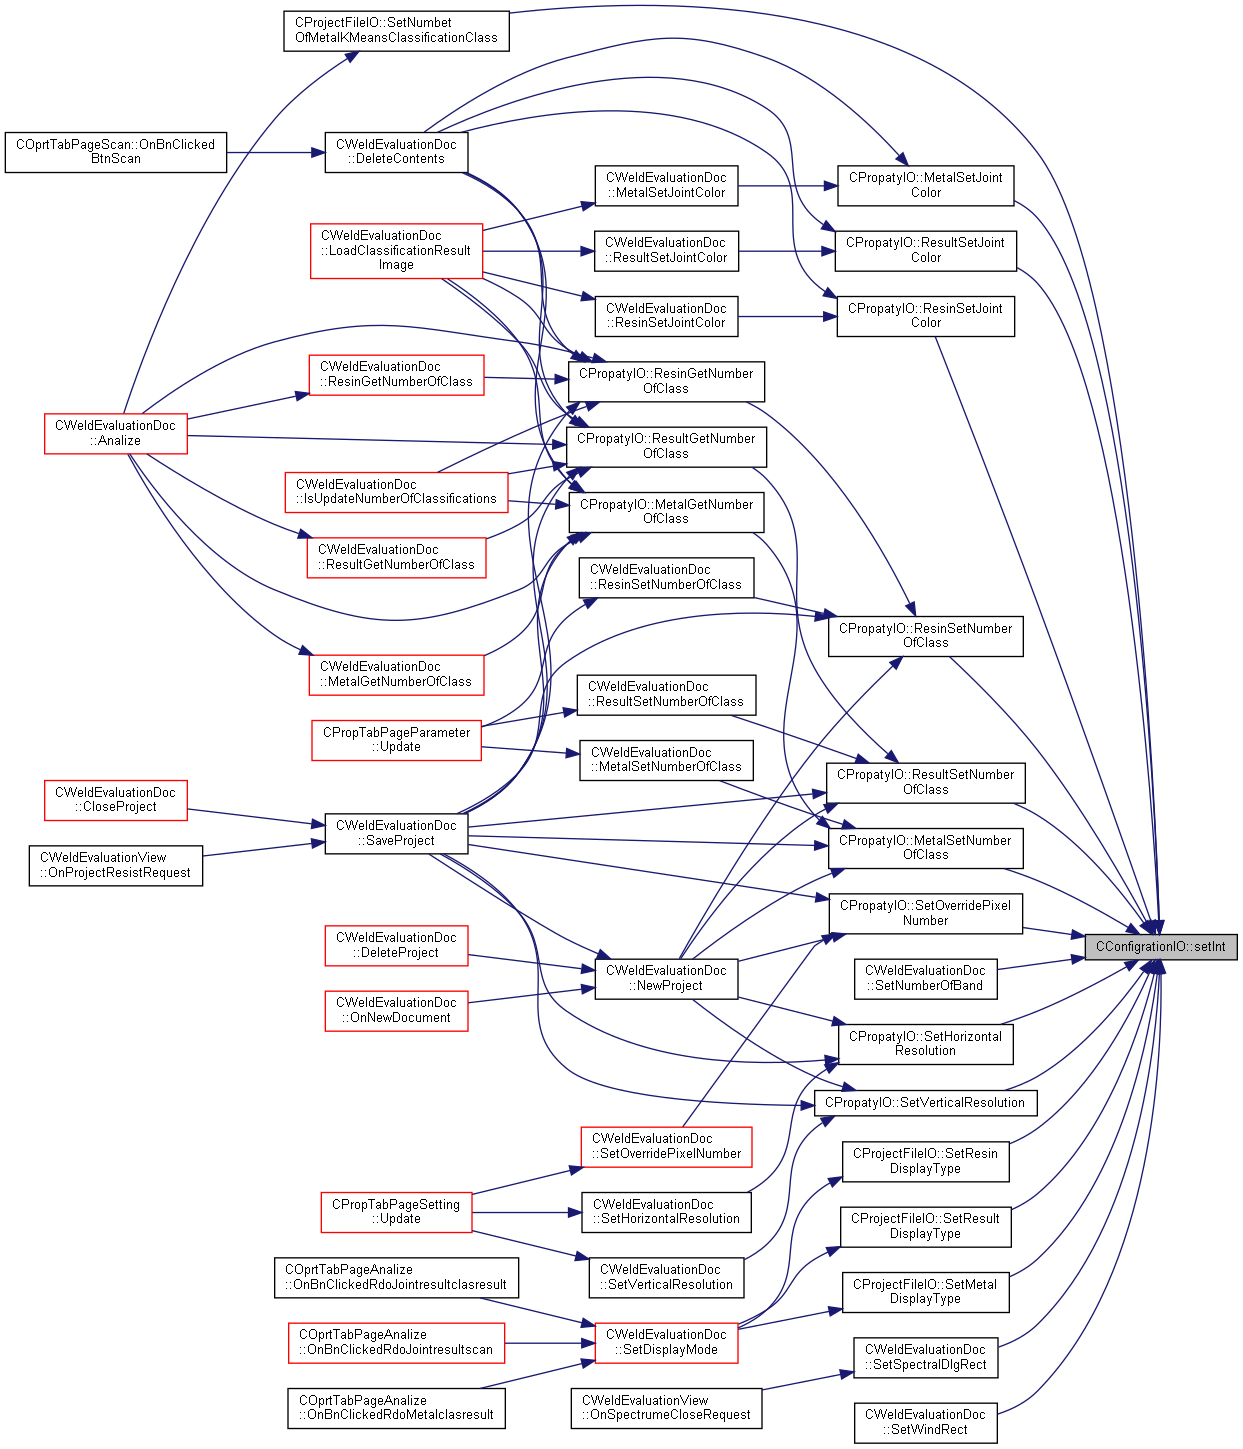 CProjectFileIO::SetNumbet
OfMetalKMeansClassificationClass
COprtTabPageScan::OnBnClicked
BtnScan
CWeldEvaluationDoc
::DeleteContents
CWeldEvaluationDoc
::MetalSetJointColor
CPropatyIO::MetalSetJoint
Color
CWeldEvaluationDoc
::LoadClassificationResult
Image
CWeldEvaluationDoc
::ResultSetJointColor
CPropatyIO::ResultSetJoint
Color
CWeldEvaluationDoc
::ResinSetJointColor
CPropatyIO::ResinSetJoint
Color
CWeldEvaluationDoc
::ResinGetNumberOfClass
CPropatyIO::ResinGetNumber
OfClass
CWeldEvaluationDoc
::Analize
CPropatyIO::ResultGetNumber
OfClass
CWeldEvaluationDoc
::IsUpdateNumberOfClassifications
CPropatyIO::MetalGetNumber
OfClass
CWeldEvaluationDoc
::ResultGetNumberOfClass
CWeldEvaluationDoc
::ResinSetNumberOfClass
CPropatyIO::ResinSetNumber
OfClass
CWeldEvaluationDoc
::MetalGetNumberOfClass
CWeldEvaluationDoc
::ResultSetNumberOfClass
CPropTabPageParameter
::Update
CWeldEvaluationDoc
::MetalSetNumberOfClass
CPropatyIO::ResultSetNumber
OfClass
CWeldEvaluationDoc
::CloseProject
CWeldEvaluationDoc
::SaveProject
CPropatyIO::MetalSetNumber
OfClass
CWeldEvaluationView
::OnProjectResistRequest
CPropatyIO::SetOverridePixel
Number
CConfigrationIO::setInt
CWeldEvaluationDoc
::DeleteProject
CWeldEvaluationDoc
::NewProject
CWeldEvaluationDoc
::SetNumberOfBand
CWeldEvaluationDoc
::OnNewDocument
CPropatyIO::SetHorizontal
Resolution
CPropatyIO::SetVerticalResolution
CWeldEvaluationDoc
::SetOverridePixelNumber
CProjectFileIO::SetResin
DisplayType
CPropTabPageSetting
::Update
CWeldEvaluationDoc
::SetHorizontalResolution
CProjectFileIO::SetResult
DisplayType
COprtTabPageAnalize
::OnBnClickedRdoJointresultclasresult
CWeldEvaluationDoc
::SetVerticalResolution
CProjectFileIO::SetMetal
DisplayType
COprtTabPageAnalize
::OnBnClickedRdoJointresultscan
CWeldEvaluationDoc
::SetDisplayMode
CWeldEvaluationDoc
::SetSpectralDlgRect
COprtTabPageAnalize
::OnBnClickedRdoMetalclasresult
CWeldEvaluationView
::OnSpectrumeCloseRequest
CWeldEvaluationDoc
::SetWindRect